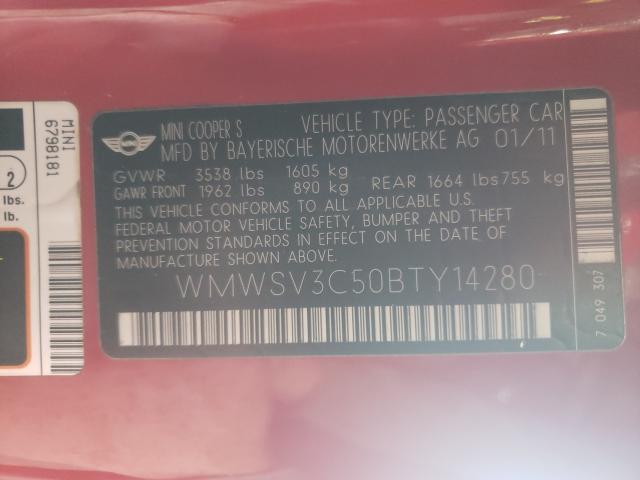 MINI COOPER S VEHICLE TYPE: PASSENGER CAR
MFD BY BAYERISCHE MOTORENWERKE AG 01/11
GVWR 3538 lbs 1605 kg
GAWR FRONT 1962 lbs 890 kg REAR 1664 lbs 755 kg
THIS VEHICLE CONFORMS TO ALL APPLICABLE U.S.
FEDERAL MOTOR VEHICLE SAFETY, BUMPER AND THEFT
PREVENTION STANDARDS IN EFFECT ON THE DATE OF
MANUFACTURE SHOWN ABOVE.
WMWSV3C50BTY14280
7 049 307
MINI
6798181
2
lbs.
lb.